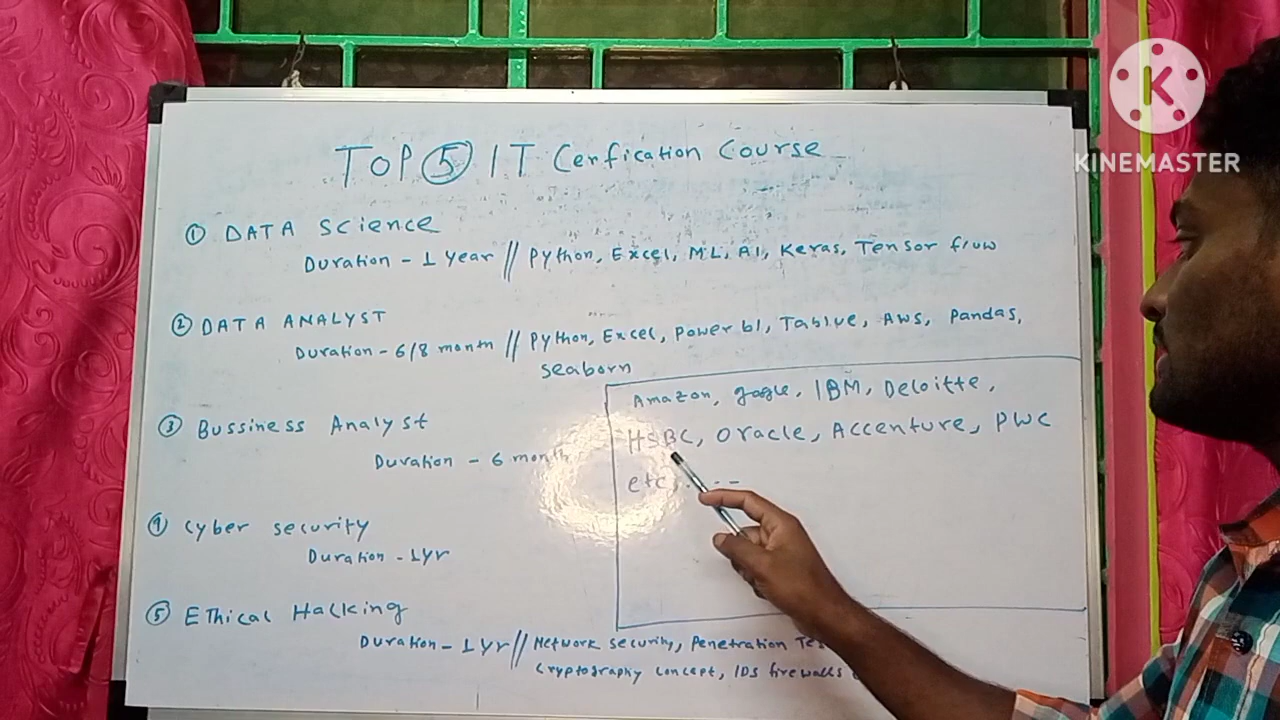 TOP 5 IT Cerfication Course
① DATA Science
Duration - 1 Year // Python, Excel, ML, AI, Keras, Tensor flow
② DATA ANALYST
Duration - 6/8 month // Python, Excel, Power bI, Tablue, Aws, Pandas,
seaborn
③ Bussiness Analyst
Duration - 6 month
Amazon, google, IBM, Deloitte,
HSBC, Oracle, Accenture, PWC
etc, . . - -
④ Cyber security
Duration - 1Yr
⑤ EThical Hacking
Duration - 1 Yr // Network security, Penetration
Cryptography concept, IDS firewalls
K
KINEMASTER